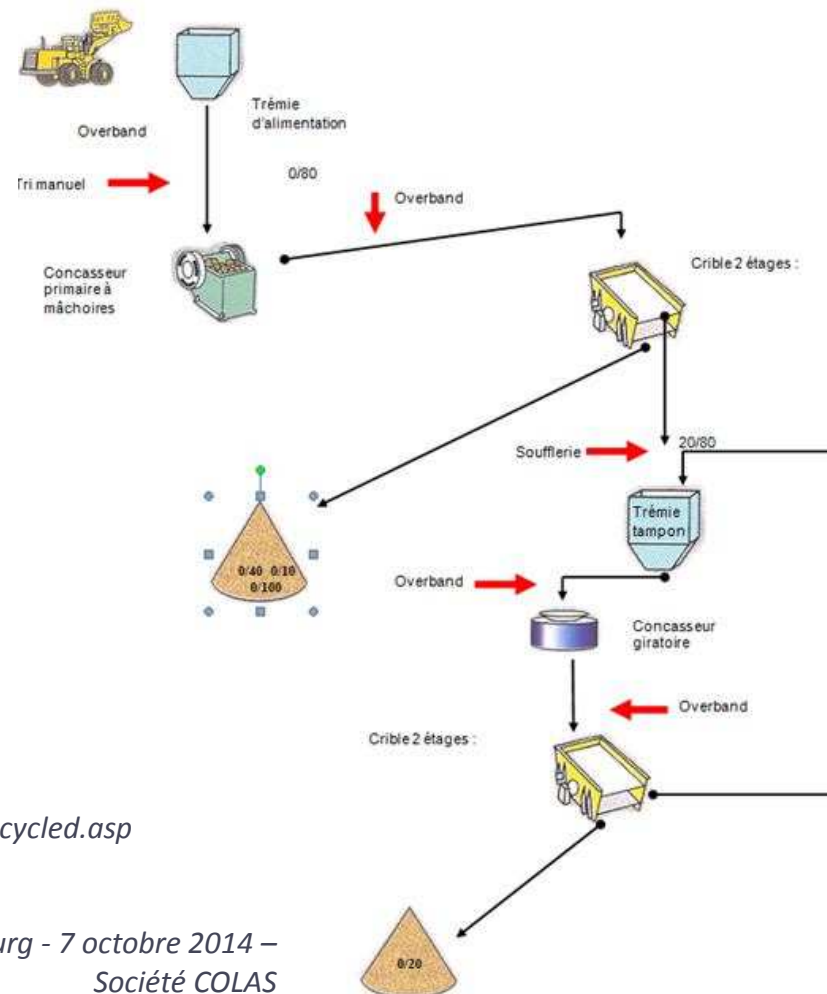 Trémie
d'alimentation
Overband
Tri manuel
0/80
Overband
Concasseur
primaire à
mâchoires
Crible 2 étages :
Soufflerie
20/80
Trémie
tampon
0/40 0/10
0/100
Overband
Concasseur
giratoire
Overband
Crible 2 étages :
cycled.asp
urg - 7 octobre 2014 –
Société COLAS
0/20